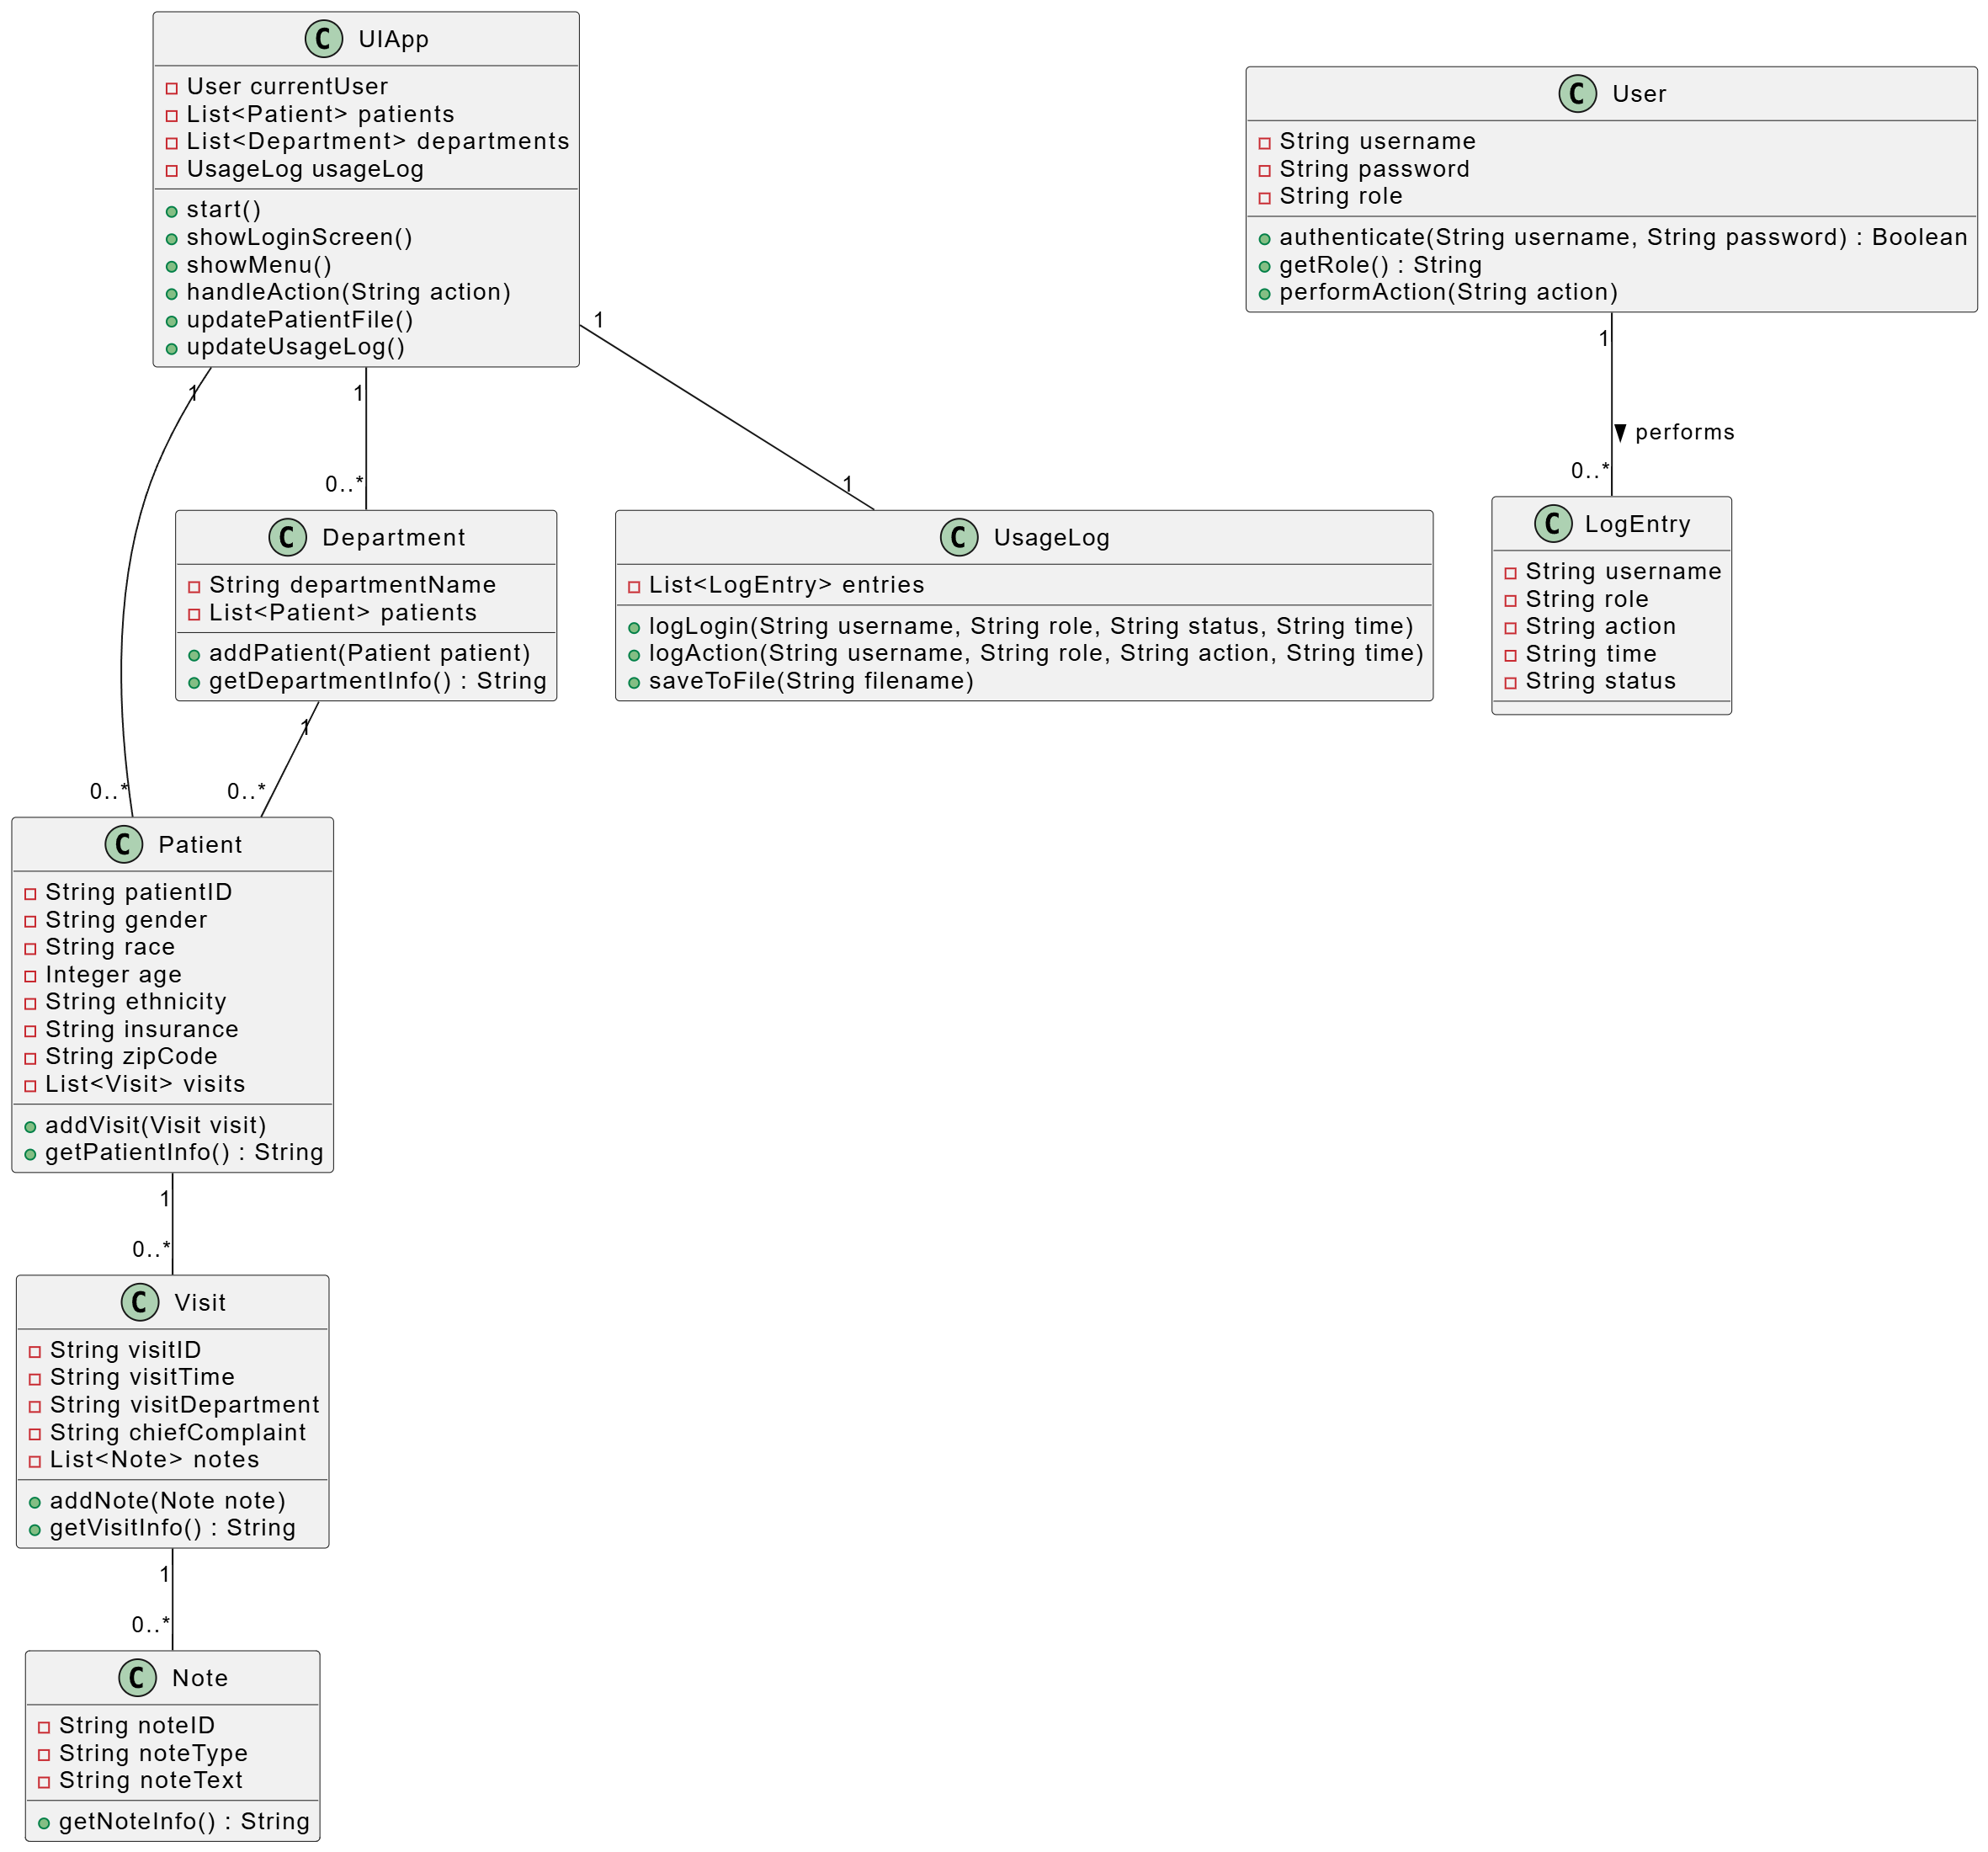 C UIApp
User currentUser
List<Patient> patients
List<Department> departments
UsageLog usageLog
start()
showLoginScreen()
showMenu()
handleAction(String action)
updatePatientFile()
updateUsageLog()
C User
String username
String password
String role
authenticate(String username, String password) : Boolean
getRole() : String
performAction(String action)
1
1
1
1
performs
0..*
1
0..*
C Department
String departmentName
List<Patient> patients
addPatient(Patient patient)
getDepartmentInfo() : String
C UsageLog
List<LogEntry> entries
logLogin(String username, String role, String status, String time)
logAction(String username, String role, String action, String time)
saveToFile(String filename)
C LogEntry
String username
String role
String action
String time
String status
1
0..*
0..*
C Patient
String patientID
String gender
String race
Integer age
String ethnicity
String insurance
String zipCode
List<Visit> visits
addVisit(Visit visit)
getPatientInfo() : String
1
0..*
C Visit
String visitID
String visitTime
String visitDepartment
String chiefComplaint
List<Note> notes
addNote(Note note)
getVisitInfo() : String
1
0..*
C Note
String noteID
String noteType
String noteText
getNoteInfo() : String